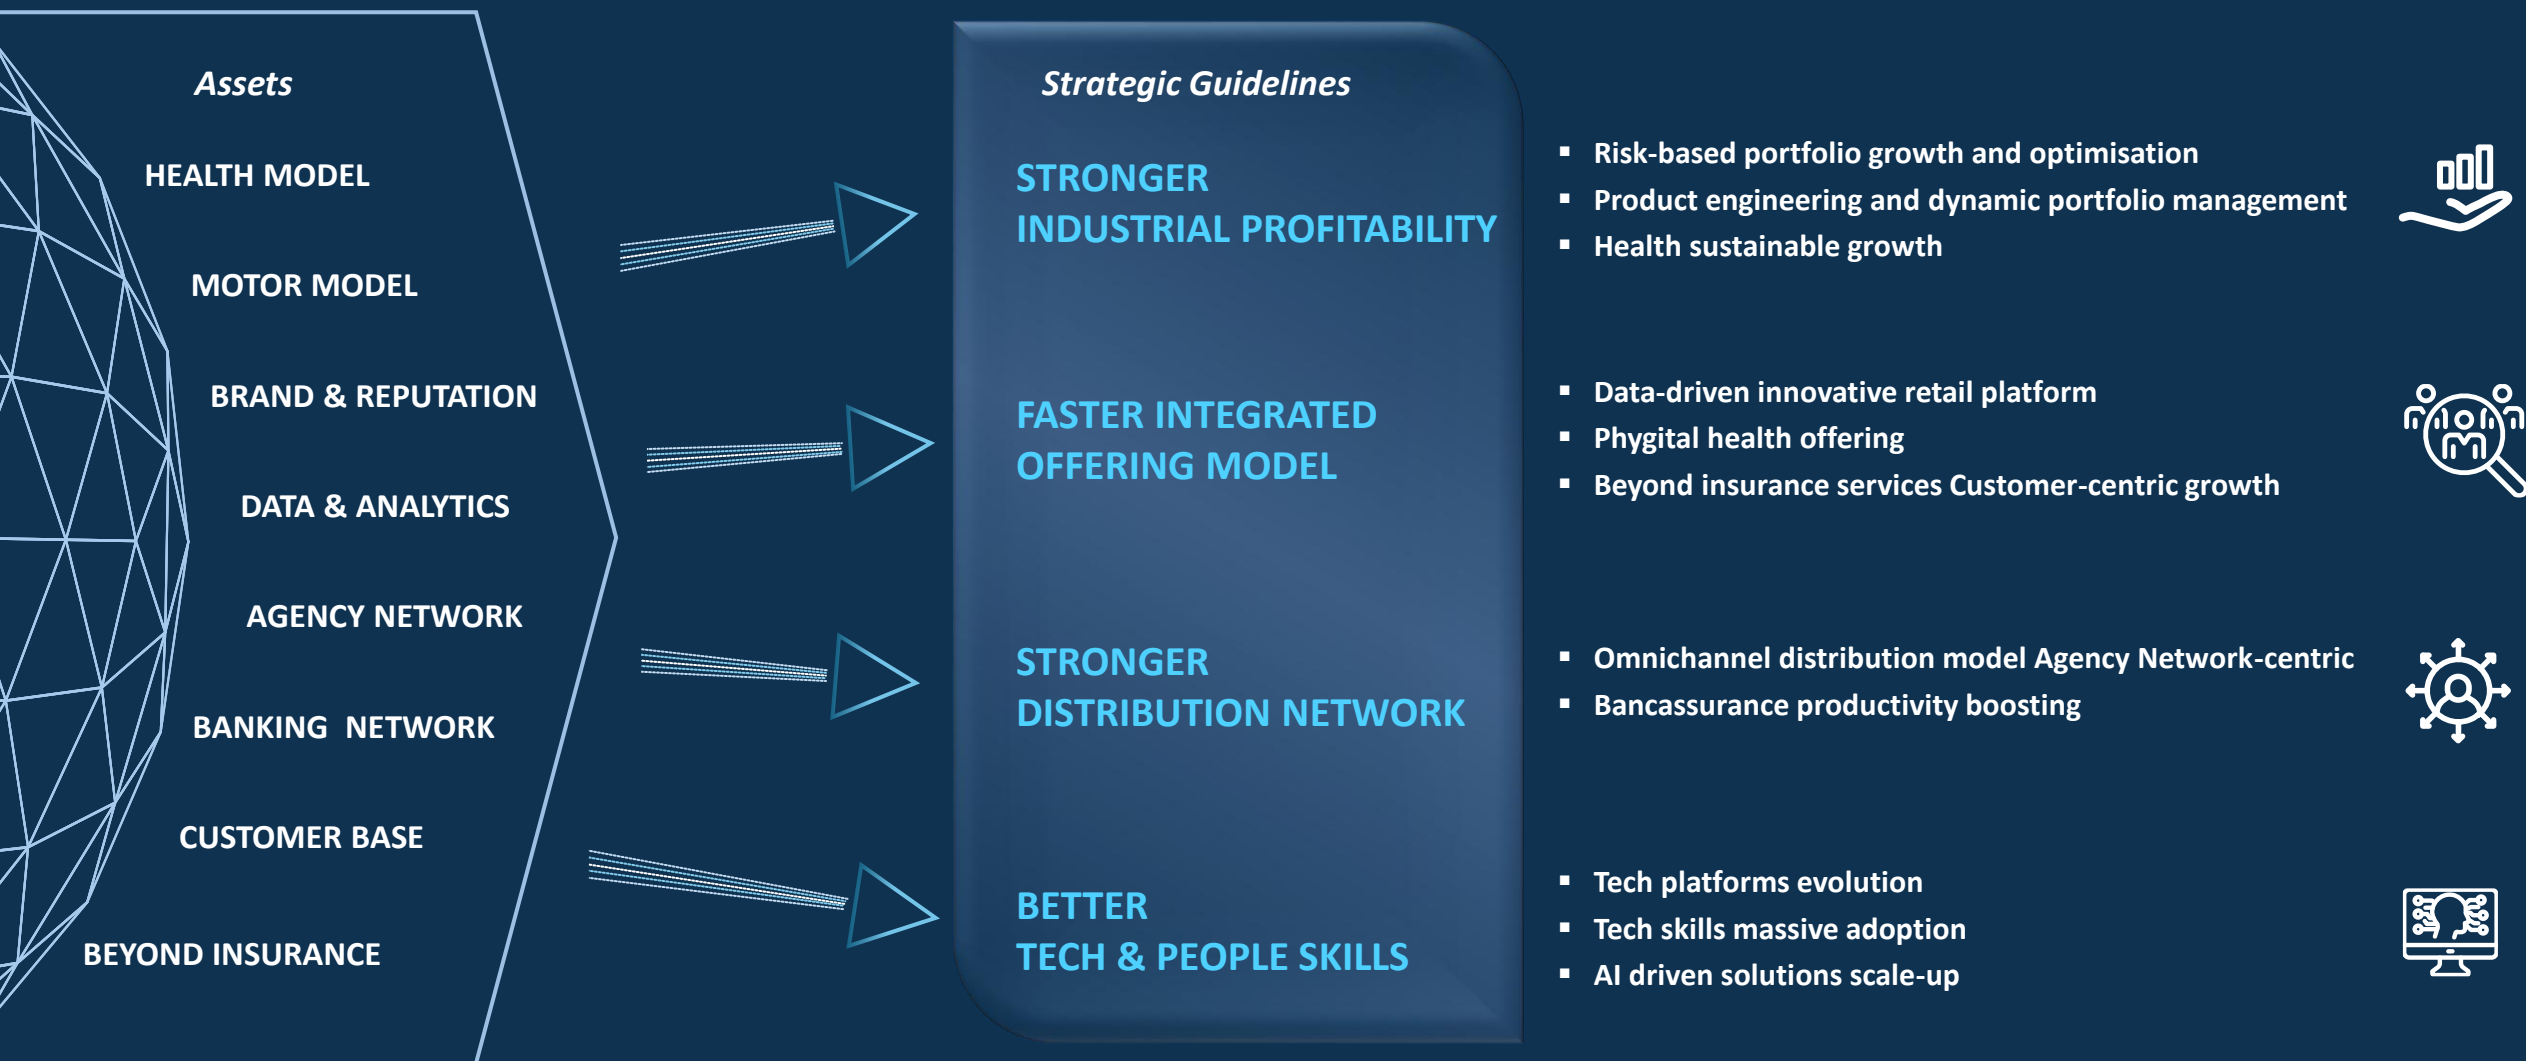 Assets
HEALTH MODEL
MOTOR MODEL
BRAND & REPUTATION
DATA & ANALYTICS
AGENCY NETWORK
BANKING NETWORK
CUSTOMER BASE
BEYOND INSURANCE
Strategic Guidelines
STRONGER
INDUSTRIAL PROFITABILITY
▪ Risk-based portfolio growth and optimisation
▪ Product engineering and dynamic portfolio management
▪ Health sustainable growth
FASTER INTEGRATED
OFFERING MODEL
▪ Data-driven innovative retail platform
▪ Phygital health offering
▪ Beyond insurance services Customer-centric growth
STRONGER
DISTRIBUTION NETWORK
▪ Omnichannel distribution model Agency Network-centric
▪ Bancassurance productivity boosting
BETTER
TECH & PEOPLE SKILLS
▪ Tech platforms evolution
▪ Tech skills massive adoption
▪ AI driven solutions scale-up